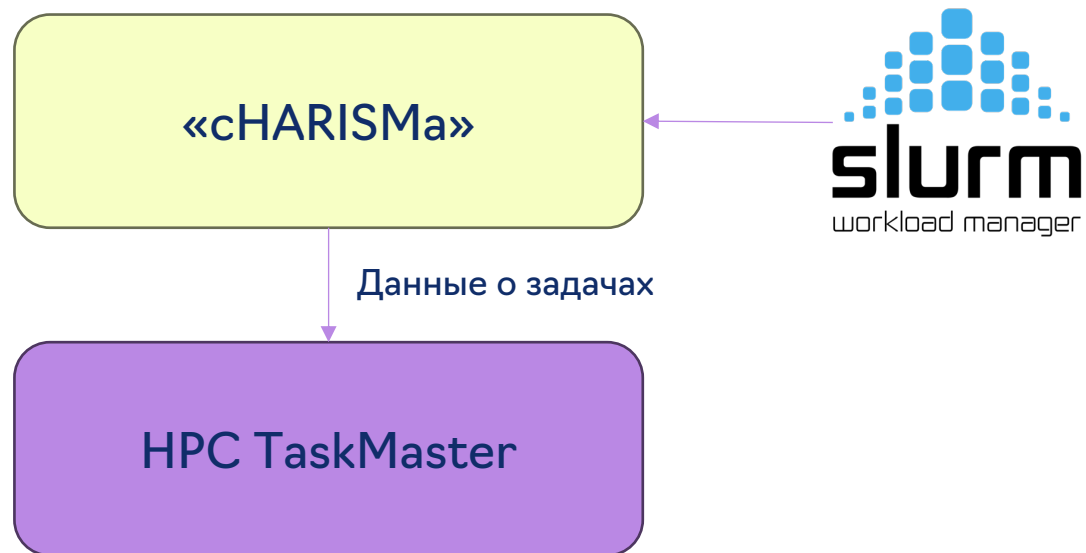 «cHARISMa»
slurm
workload manager
Данные о задачах
HPC TaskMaster